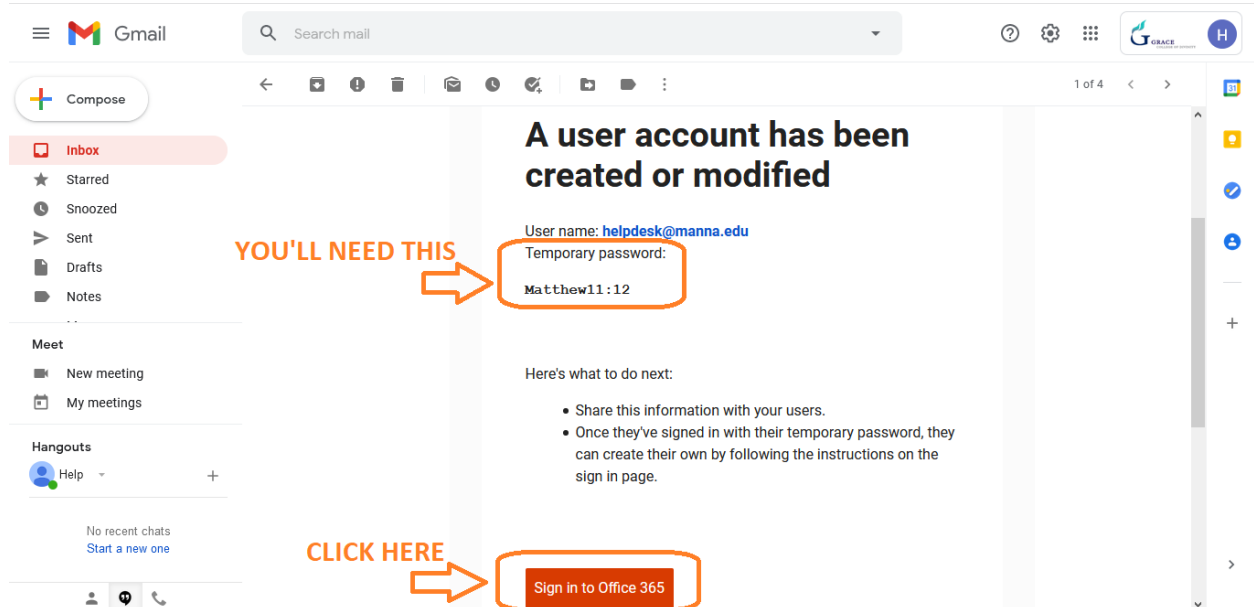 Gmail
Search mail
GRACE
H
Compose
1 of 4
31
Inbox
Starred
Snoozed
Sent
Drafts
Notes
Meet
New meeting
My meetings
Hangouts
Help
No recent chats
Start a new one
A user account has been
created or modified
User name: helpdesk@manna.edu
Temporary password:
Matthew11:12
YOU'LL NEED THIS
Here's what to do next:
Share this information with your users.
Once they've signed in with their temporary password, they
can create their own by following the instructions on the
sign in page.
CLICK HERE
Sign in to Office 365